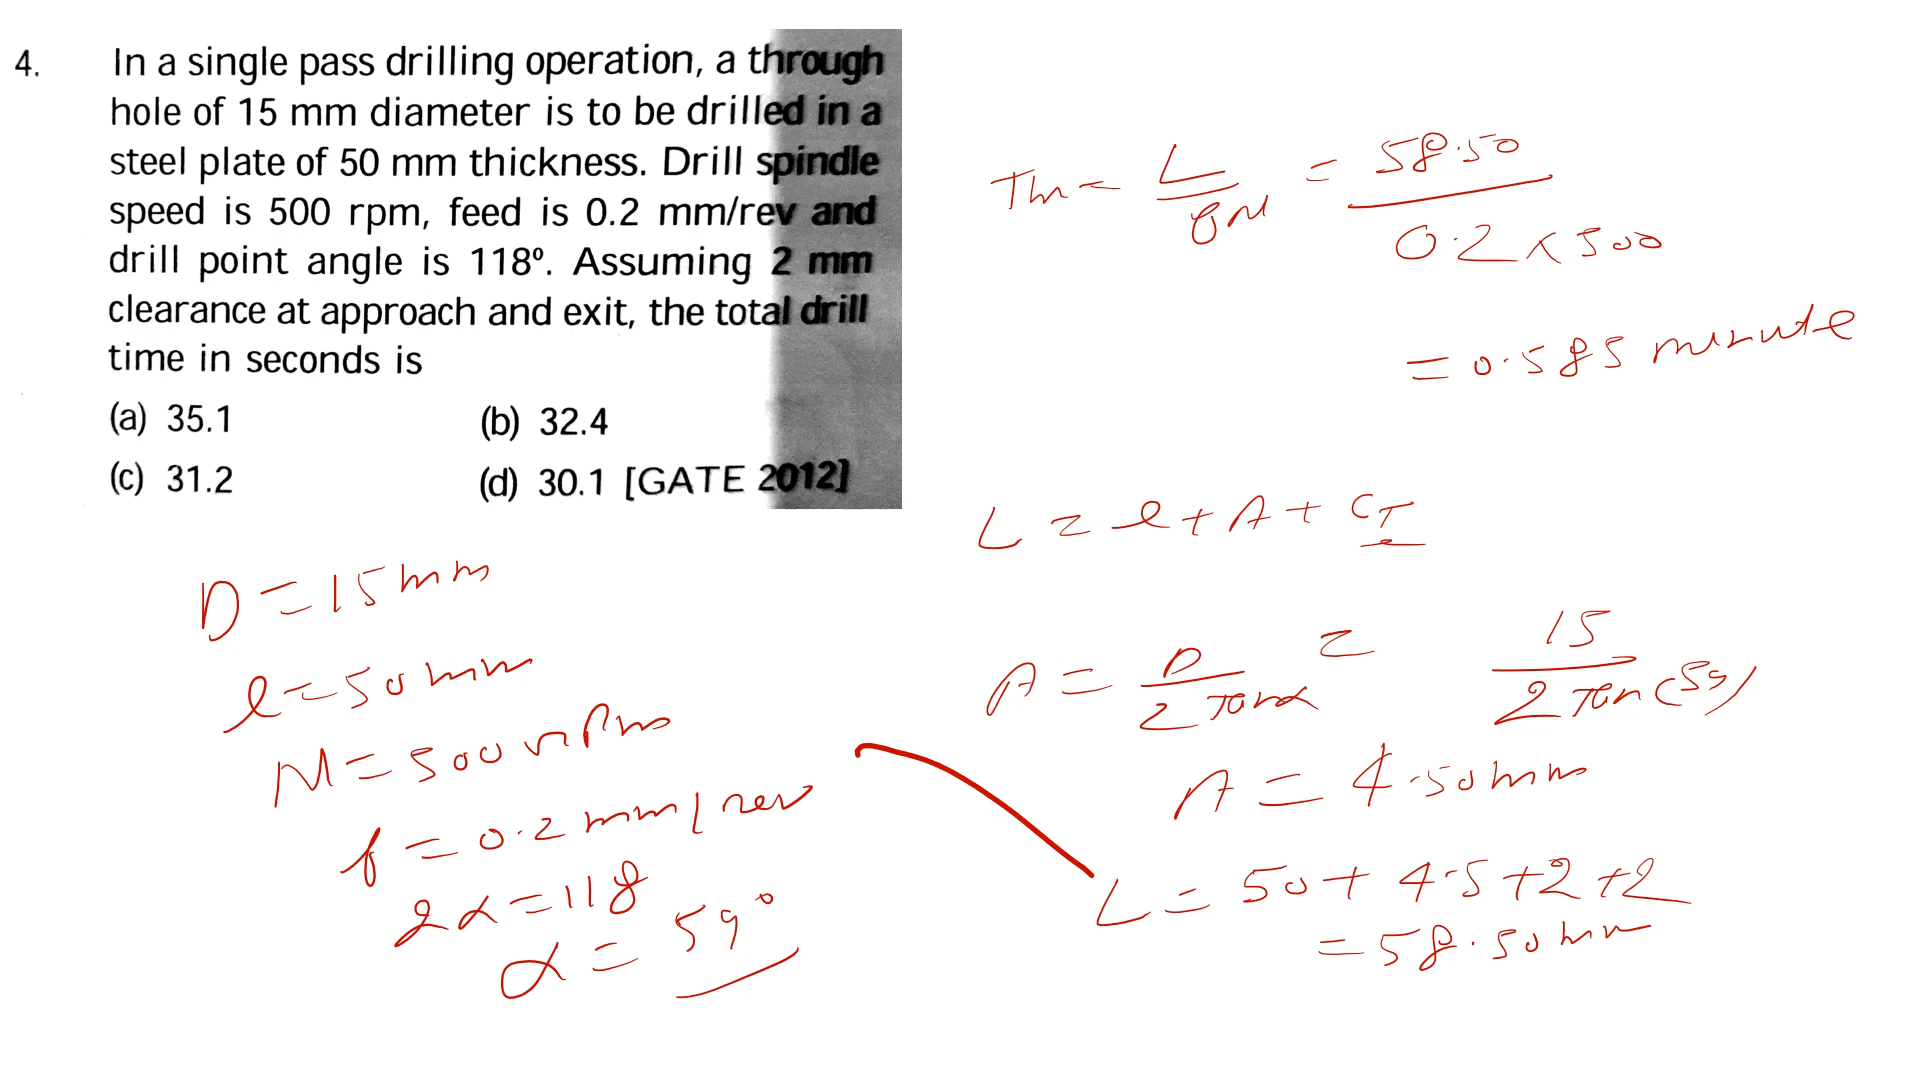 4. In a single pass drilling operation, a through
hole of 15 mm diameter is to be drilled in a
steel plate of 50 mm thickness. Drill spindle
speed is 500 rpm, feed is 0.2 mm/rev and
drill point angle is 118º. Assuming 2 mm
clearance at approach and exit, the total drill
time in seconds is
(a) 35.1 (b) 32.4
(c) 31.2 (d) 30.1 [GATE 2012]
D = 15 mm
l = 50 mm
N = 500 rpm
f = 0.2 mm/rev
2α = 118
α = 59°
Tm = L/fN = 58.50/0.2 × 500
= 0.585 minute
L = l + A + CI
A = D/2 tanα = 15/2 tan(59)
A = 4.50 mm
L = 50 + 4.5 + 2 + 2
= 58.50 mm